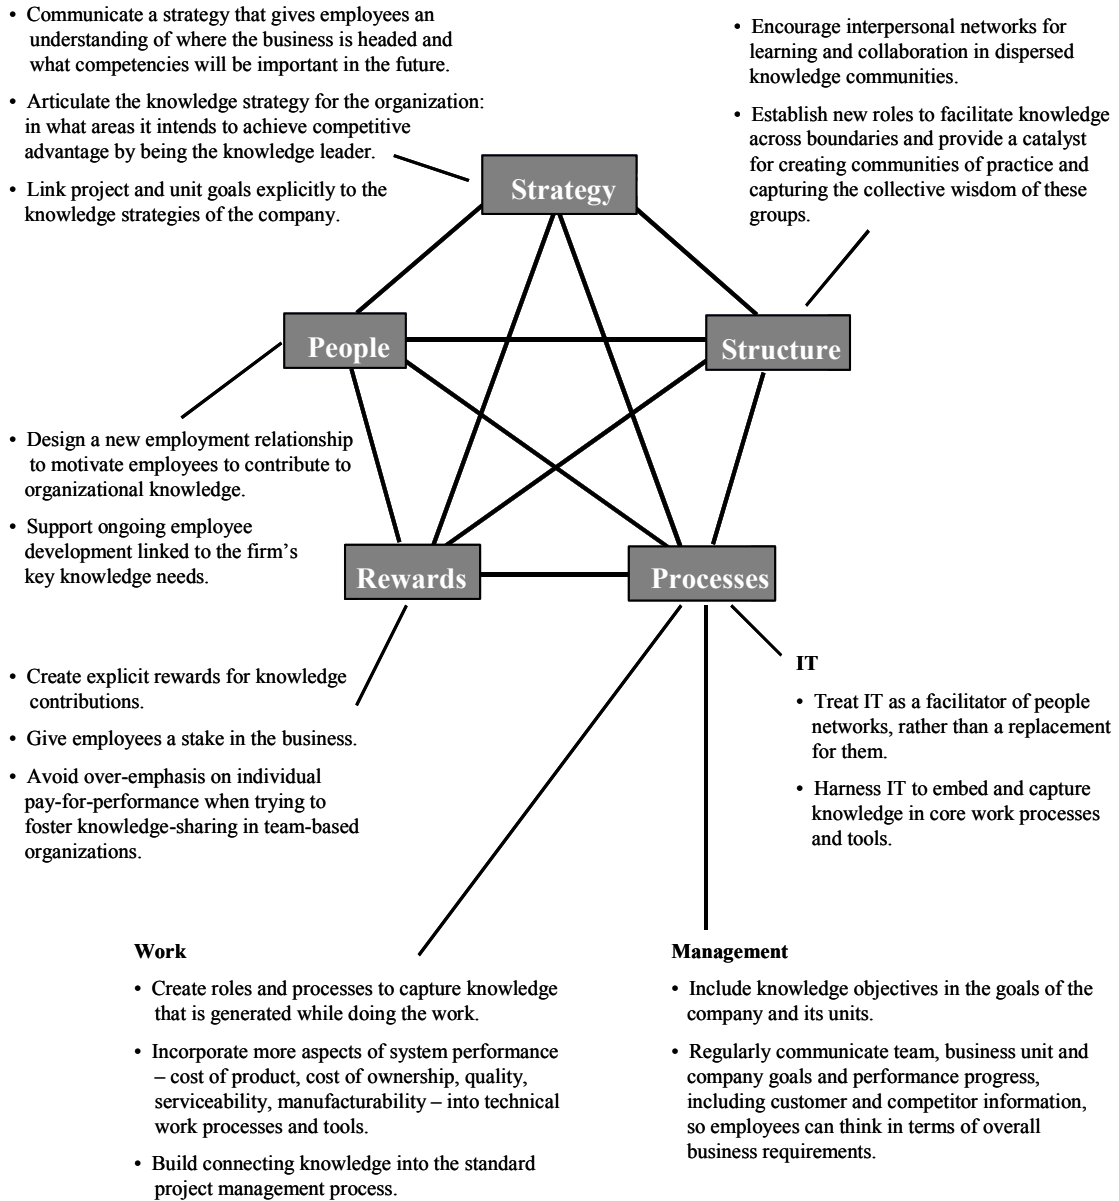 • Communicate a strategy that gives employees an
understanding of where the business is headed and
what competencies will be important in the future.
• Articulate the knowledge strategy for the organization:
in what areas it intends to achieve competitive
advantage by being the knowledge leader.
• Link project and unit goals explicitly to the
knowledge strategies of the company.
• Encourage interpersonal networks for
learning and collaboration in dispersed
knowledge communities.
• Establish new roles to facilitate knowledge
across boundaries and provide a catalyst
for creating communities of practice and
capturing the collective wisdom of these
groups.
Strategy
People
Structure
• Design a new employment relationship
to motivate employees to contribute to
organizational knowledge.
• Support ongoing employee
development linked to the firm's
key knowledge needs.
Rewards
Processes
• Create explicit rewards for knowledge
contributions.
• Give employees a stake in the business.
• Avoid over-emphasis on individual
pay-for-performance when trying to
foster knowledge-sharing in team-based
organizations.
IT
• Treat IT as a facilitator of people
networks, rather than a replacement
for them.
• Harness IT to embed and capture
knowledge in core work processes
and tools.
Work
• Create roles and processes to capture knowledge
that is generated while doing the work.
• Incorporate more aspects of system performance
– cost of product, cost of ownership, quality,
serviceability, manufacturability – into technical
work processes and tools.
• Build connecting knowledge into the standard
project management process.
Management
• Include knowledge objectives in the goals of the
company and its units.
• Regularly communicate team, business unit and
company goals and performance progress,
including customer and competitor information,
so employees can think in terms of overall
business requirements.